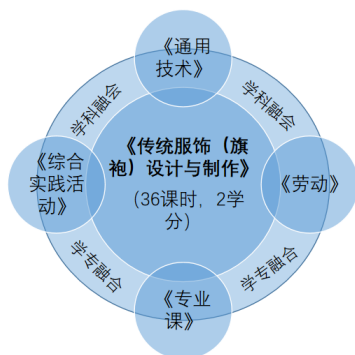 《通用
技术》
学科融会
学科融会
《传统服饰（旗
袍）设计与制作》
（36课时，2学
分）
《综合
实践活
动》
《劳动》
学专融合
学专融合
《专业
课》